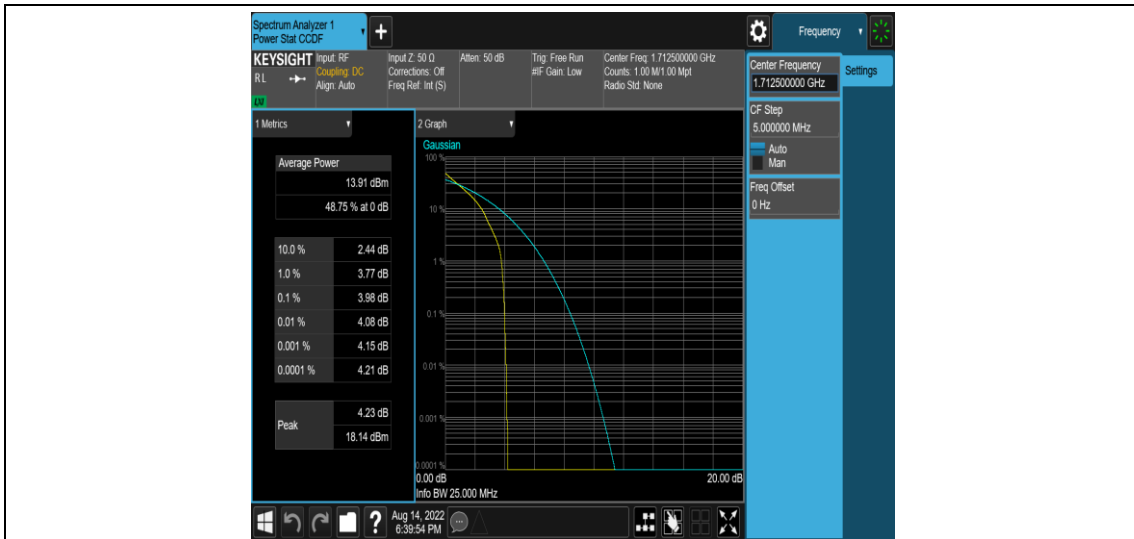 Spectrum Analyzer 1
Power Stat CCDF
+
Frequency
KEYSIGHT
RL
LXI
Input: RF
Coupling: DC
Align: Auto
Input Z: 50 Ω
Corrections: Off
Freq Ref: Int (S)
Atten: 50 dB
Trig: Free Run
#IF Gain: Low
Center Freq: 1.712500000 GHz
Counts: 1.00 M/1.00 Mpt
Radio Std: None
Center Frequency
1.712500000 GHz
Settings
CF Step
5.000000 MHz
Auto
Man
Freq Offset
0 Hz
1 Metrics
Average Power
13.91 dBm
48.75 % at 0 dB
10.0 % 2.44 dB
1.0 % 3.77 dB
0.1 % 3.98 dB
0.01 % 4.08 dB
0.001 % 4.15 dB
0.0001 % 4.21 dB
Peak
4.23 dB
18.14 dBm
2 Graph
Gaussian
100 %
10 %
1 %
0.1 %
0.01 %
0.001 %
0.0001 %
0.00 dB 20.00 dB
Info BW 25.000 MHz
?
Aug 14, 2022
6:39:54 PM